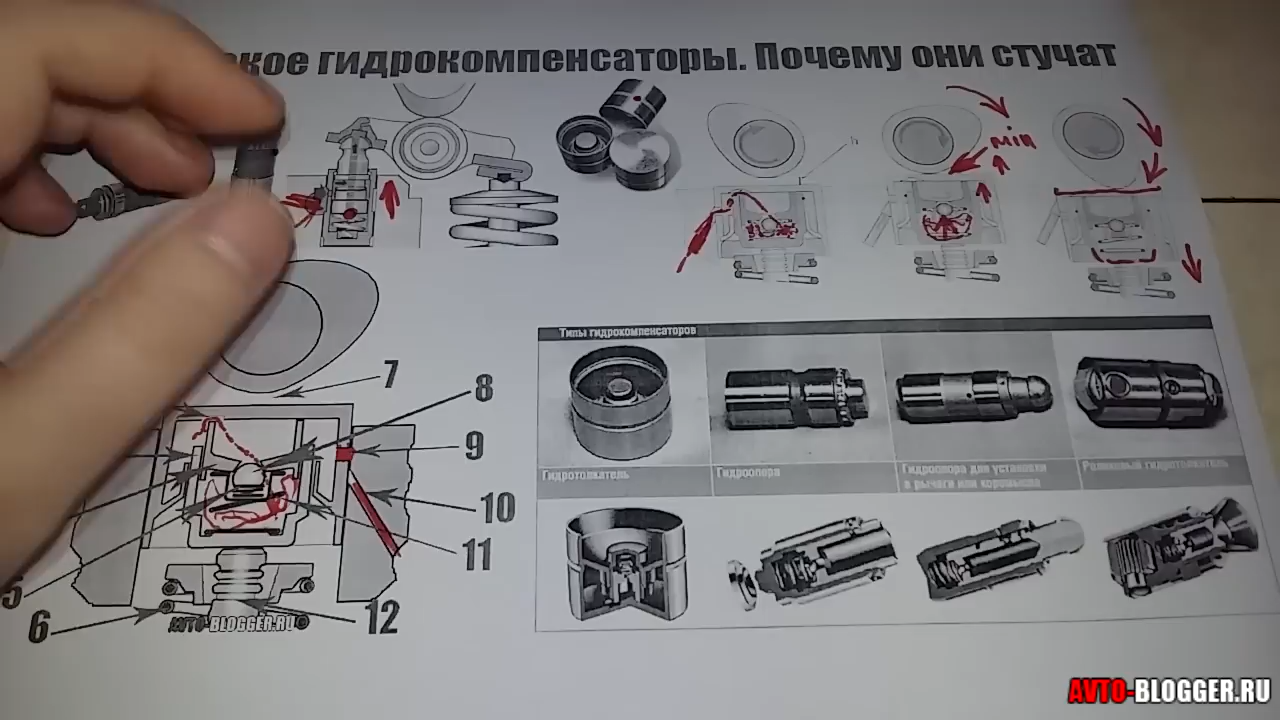 гидрокомпенсаторы. Почему они стучат
min
7
8
9
10
11
5
6
12
AVTO-BLOGGER.RU
Типы гидрокомпенсаторов
Гидротолкатель
Гидроопора
Гидроопора для установки
в рычаги или коромысла
Роликовый гидротолкатель
AVTO-BLOGGER.RU